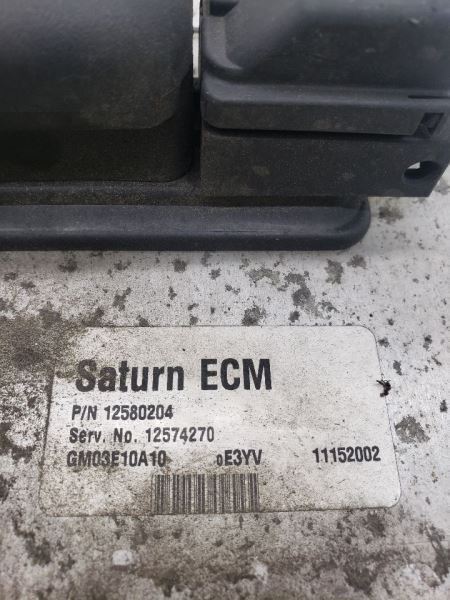 Saturn ECM
P/N 12580204
Serv. No. 12574270
GM03E10A10 0E3YV 11152002